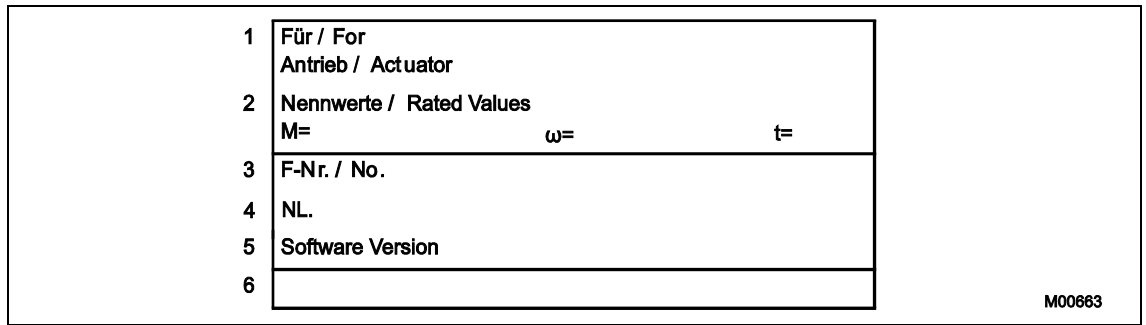 1 Für / For
Antrieb / Actuator
2 Nennwerte / Rated Values
M= ω= t=
3 F-Nr. / No.
4 NL.
5 Software Version
6
M00663